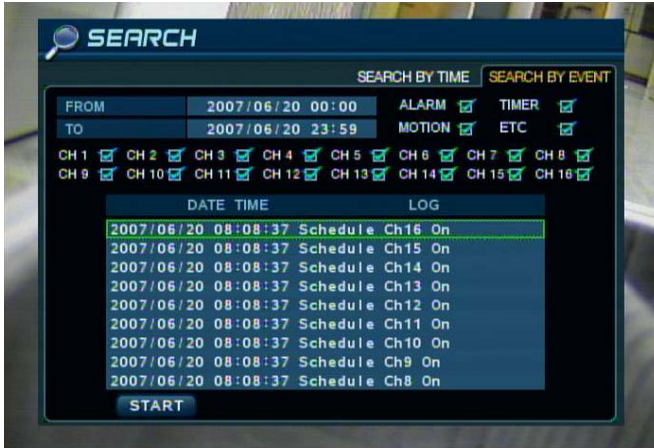 SEARCH
SEARCH BY TIME SEARCH BY EVENT
FROM 2007/06/20 00:00 ALARM TIMER
TO 2007/06/20 23:59 MOTION ETC
CH 1 CH 2 CH 3 CH 4 CH 5 CH 6 CH 7 CH 8
CH 9 CH 10 CH 11 CH 12 CH 13 CH 14 CH 15 CH 16
DATE TIME LOG
2007/06/20 08:08:37 Schedule Ch16 On
2007/06/20 08:08:37 Schedule Ch15 On
2007/06/20 08:08:37 Schedule Ch14 On
2007/06/20 08:08:37 Schedule Ch13 On
2007/06/20 08:08:37 Schedule Ch12 On
2007/06/20 08:08:37 Schedule Ch11 On
2007/06/20 08:08:37 Schedule Ch10 On
2007/06/20 08:08:37 Schedule Ch9 On
2007/06/20 08:08:37 Schedule Ch8 On
START